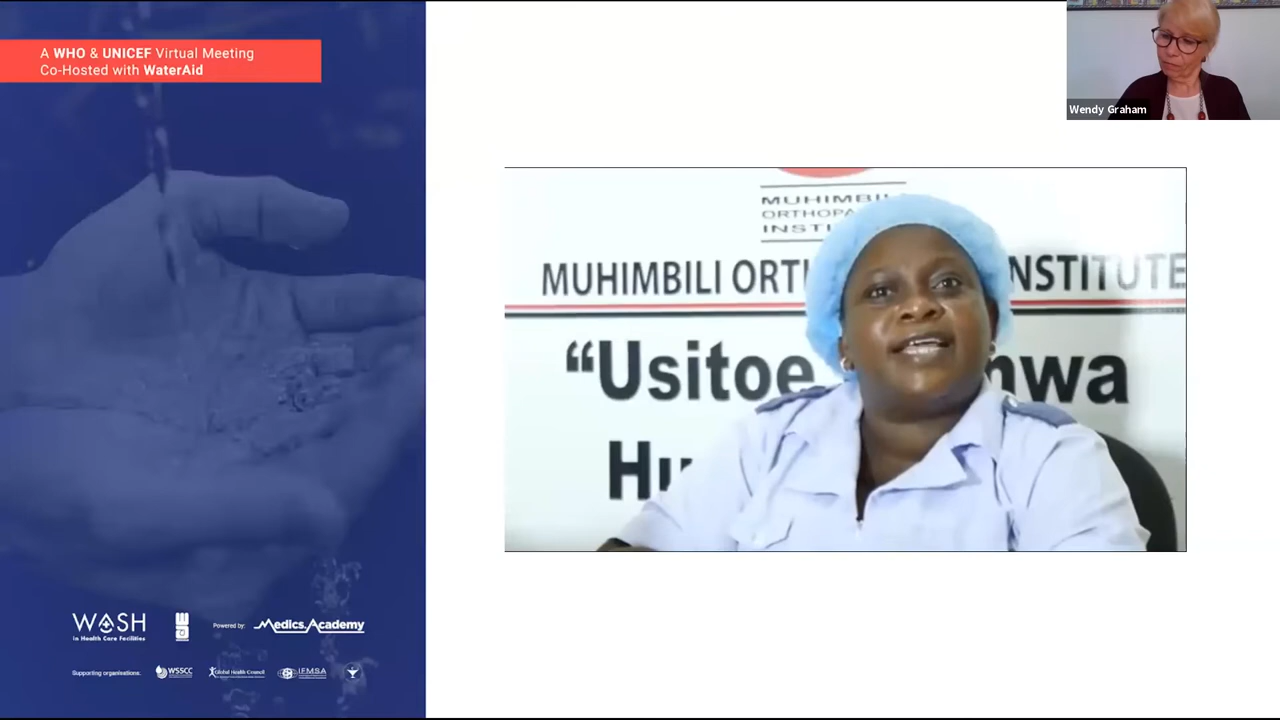 A WHO & UNICEF Virtual Meeting
Co-Hosted with WaterAid
Wendy Graham
MUHIMBILI
ORTHOPA
INSTI
MUHIMBILI ORTH NSTITUTE
“Usitoe nwa
Hu
WASH
in Health Care Facilities
Powered by: Medics.Academy
Supporting organisations.
WSSCC
Global Health Council
IFMSA